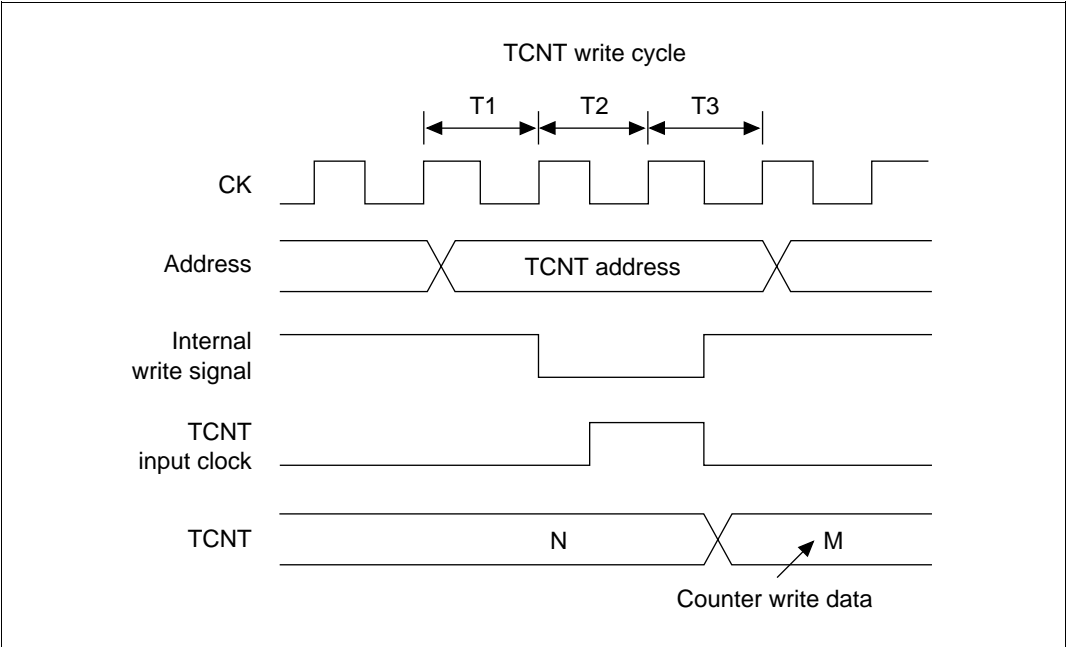 TCNT write cycle
T1 T2 T3
CK
Address
TCNT address
Internal
write signal
TCNT
input clock
TCNT
N
M
Counter write data